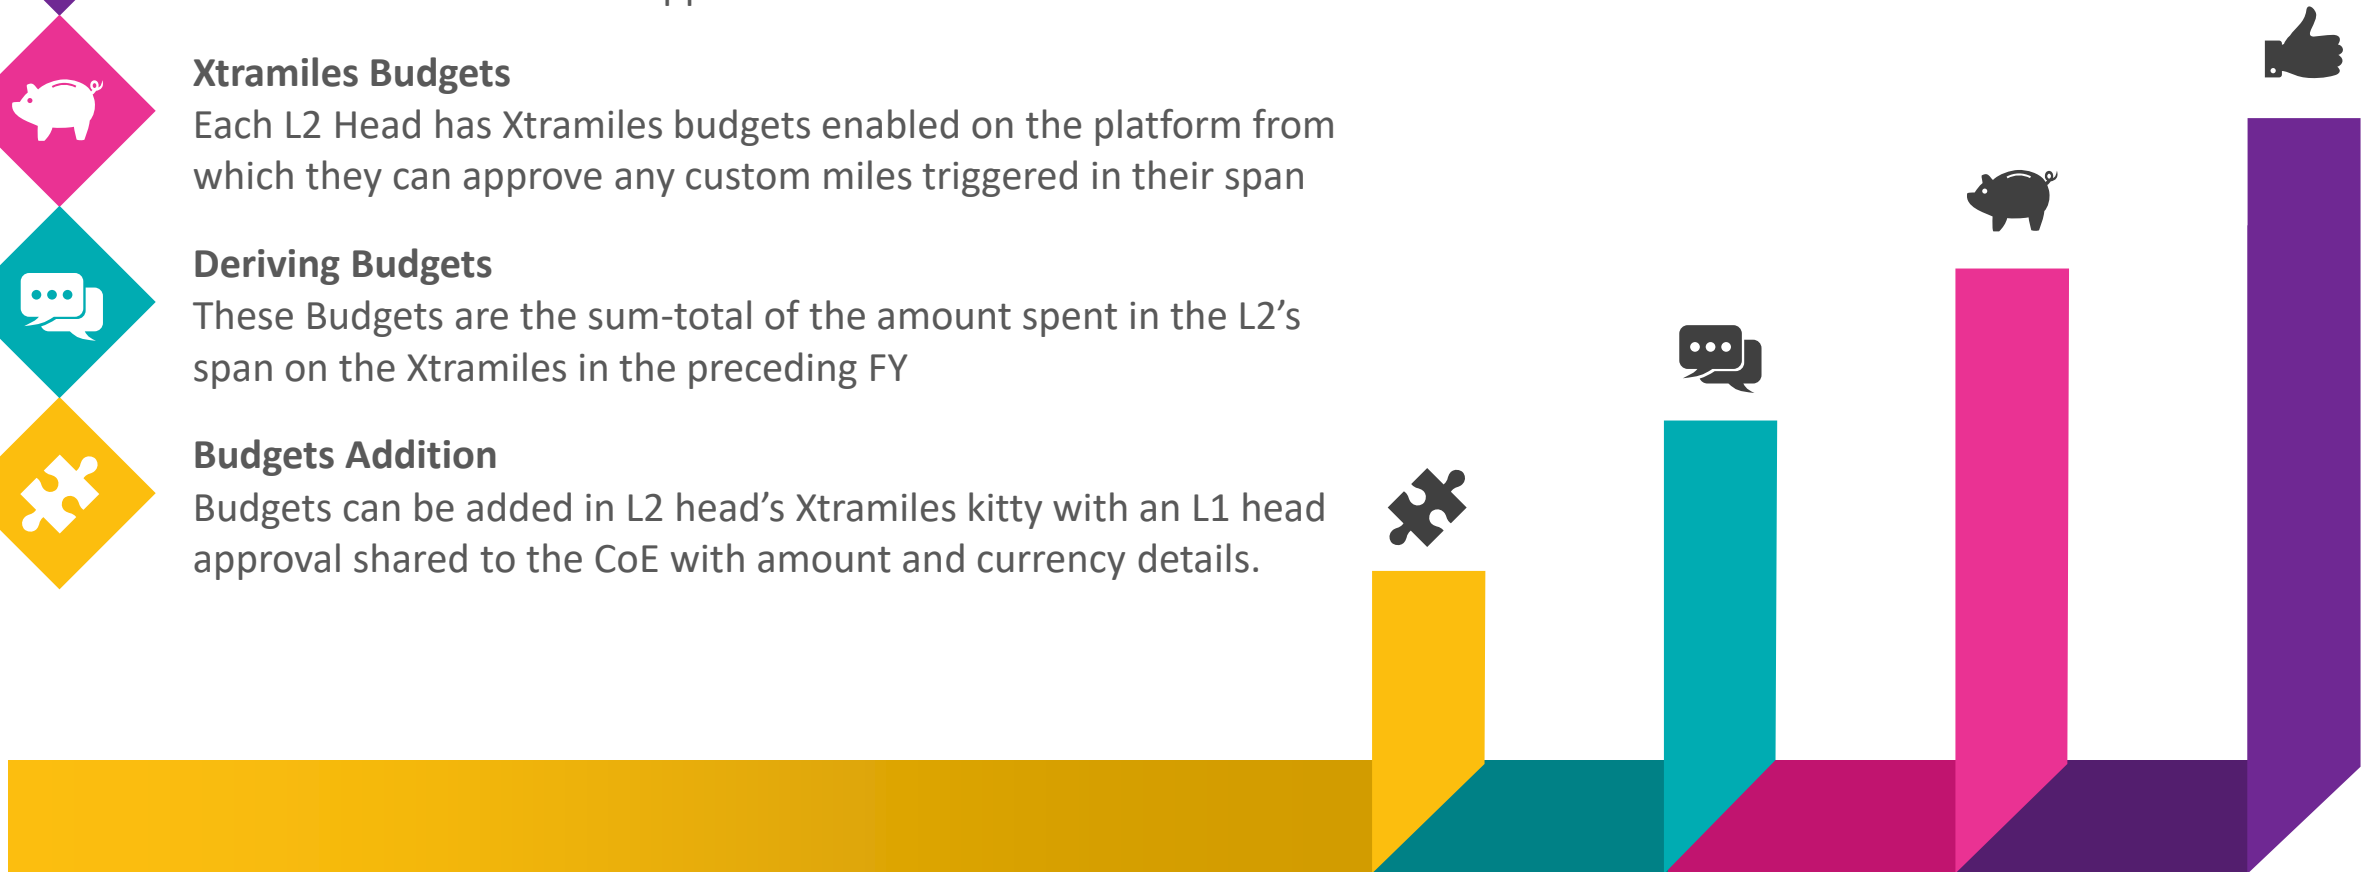 Xtramiles Budgets
Each L2 Head has Xtramiles budgets enabled on the platform from
which they can approve any custom miles triggered in their span
Deriving Budgets
These Budgets are the sum-total of the amount spent in the L2’s
span on the Xtramiles in the preceding FY
Budgets Addition
Budgets can be added in L2 head’s Xtramiles kitty with an L1 head
approval shared to the CoE with amount and currency details.